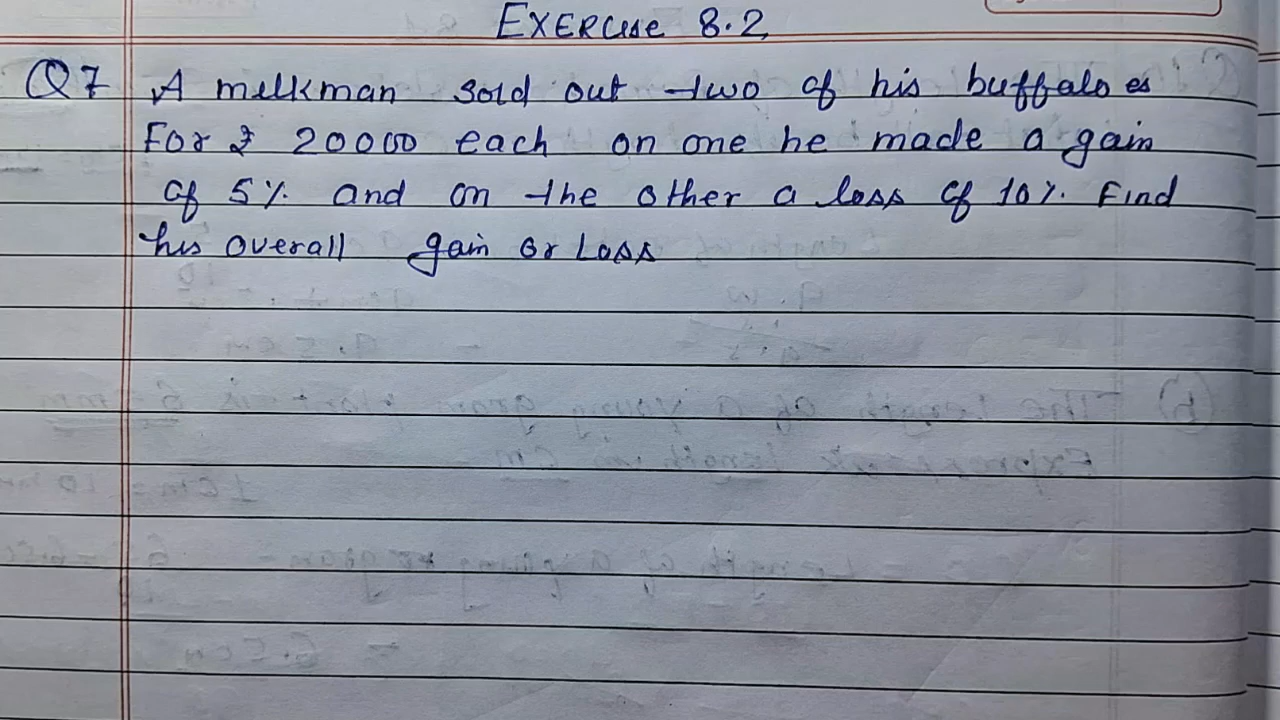 Exercise 8.2
Q7 A milkman sold out two of his buffaloes
For ₹ 20000 each on one he made a gain
of 5% and on the other a loss of 10%. Find
his overall gain or Loss